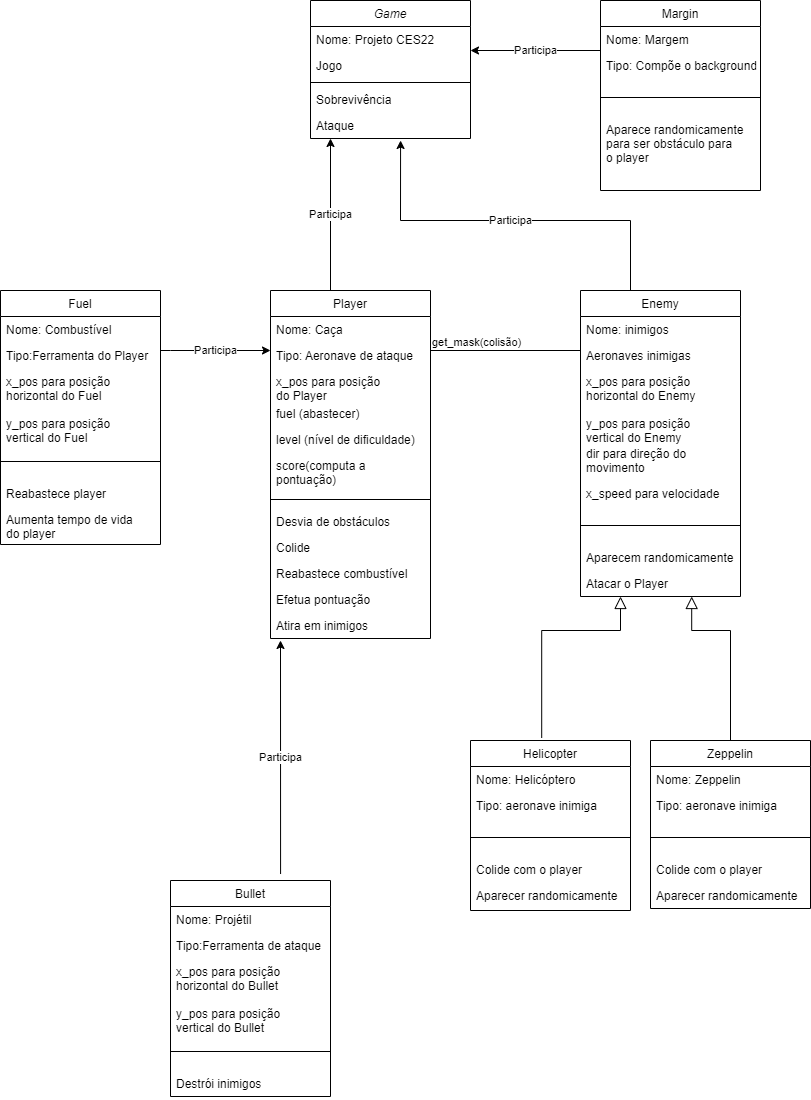 Game
Nome: Projeto CES22
Jogo
Sobrevivência
Ataque
Margin
Nome: Margem
Tipo: Compõe o background
Aparece randomicamente
para ser obstáculo para
o player
Participa
Participa
Participa
Fuel
Nome: Combustível
Tipo:Ferramenta do Player
x_pos para posição
horizontal do Fuel
y_pos para posição
vertical do Fuel
Reabastece player
Aumenta tempo de vida
do player
Participa
Player
Nome: Caça
Tipo: Aeronave de ataque
x_pos para posição
do Player
fuel (abastecer)
level (nível de dificuldade)
score(computa a
pontuação)
Desvia de obstáculos
Colide
Reabastece combustível
Efetua pontuação
Atira em inimigos
get_mask(colisão)
Enemy
Nome: inimigos
Aeronaves inimigas
x_pos para posição
horizontal do Enemy
y_pos para posição
vertical do Enemy
dir para direção do
movimento
x_speed para velocidade
Aparecem randomicamente
Atacar o Player
Participa
Helicopter
Nome: Helicóptero
Tipo: aeronave inimiga
Colide com o player
Aparecer randomicamente
Zeppelin
Nome: Zeppelin
Tipo: aeronave inimiga
Colide com o player
Aparecer randomicamente
Bullet
Nome: Projétil
Tipo:Ferramenta de ataque
x_pos para posição
horizontal do Bullet
y_pos para posição
vertical do Bullet
Destrói inimigos